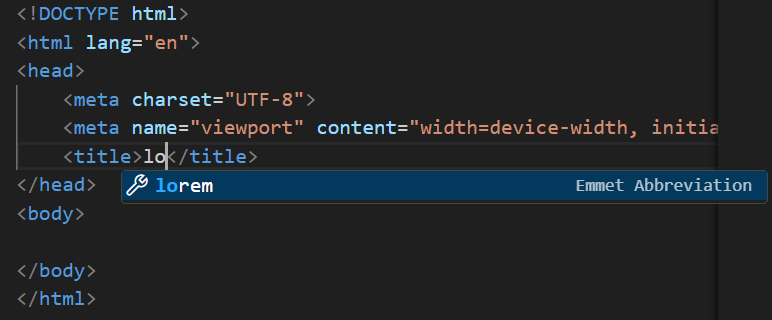 <!DOCTYPE html>
<html lang="en">
<head>
    <meta charset="UTF-8">
    <meta name="viewport" content="width=device-width, initia
    <title>lo</title>
</head>
lorem Emmet Abbreviation
<body>

</body>
</html>